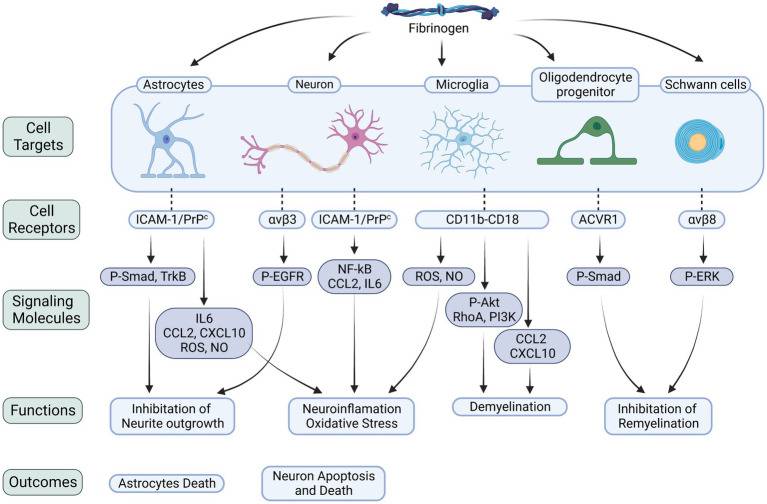 Fibrinogen
Astrocytes
Neuron
Microglia
Oligodendrocyte
progenitor
Schwann cells
Cell
Targets
Cell
Receptors
ICAM-1/PrPᶜ
αvβ3
ICAM-1/PrPᶜ
CD11b-CD18
ACVR1
αvβ8
Signaling
Molecules
P-Smad, TrkB
IL6
CCL2, CXCL10
ROS, NO
P-EGFR
NF-kB
CCL2, IL6
ROS, NO
P-Akt
RhoA, PI3K
CCL2
CXCL10
P-Smad
P-ERK
Functions
Inhibitation of
Neurite outgrowth
Neuroinflamation
Oxidative Stress
Demyelination
Inhibitation of
Remyelination
Outcomes
Astrocytes Death
Neuron Apoptosis
and Death